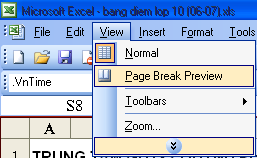 Microsoft Excel - bang diem lop 10 (06-07).xls
File Edit View Insert Format Tools
Normal
Page Break Preview
.VnTime
Toolbars
S8
Zoom...
A
1 TRUNG